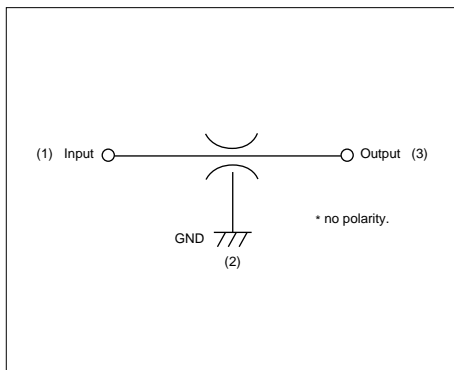 (1) Input Output (3)
* no polarity.
GND
(2)